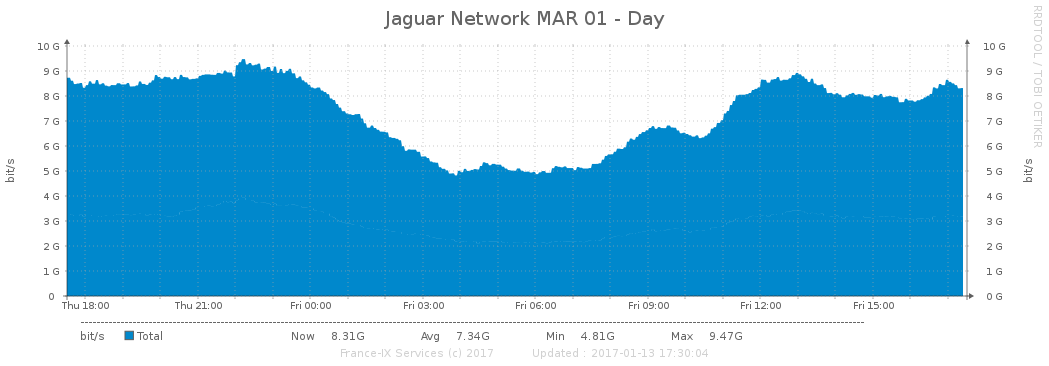 Jaguar Network MAR 01 - Day
RRDTOOL / TOBI OETIKER
bit/s
10 G
9 G
8 G
7 G
6 G
5 G
4 G
3 G
2 G
1 G
0
10 G
9 G
8 G
7 G
6 G
5 G
4 G
3 G
2 G
1 G
0 G
bit/s
Thu 18:00 Thu 21:00 Fri 00:00 Fri 03:00 Fri 06:00 Fri 09:00 Fri 12:00 Fri 15:00
bit/s Total Now 8.31G Avg 7.34G Min 4.81G Max 9.47G
France-IX Services (c) 2017 Updated : 2017-01-13 17:30:04